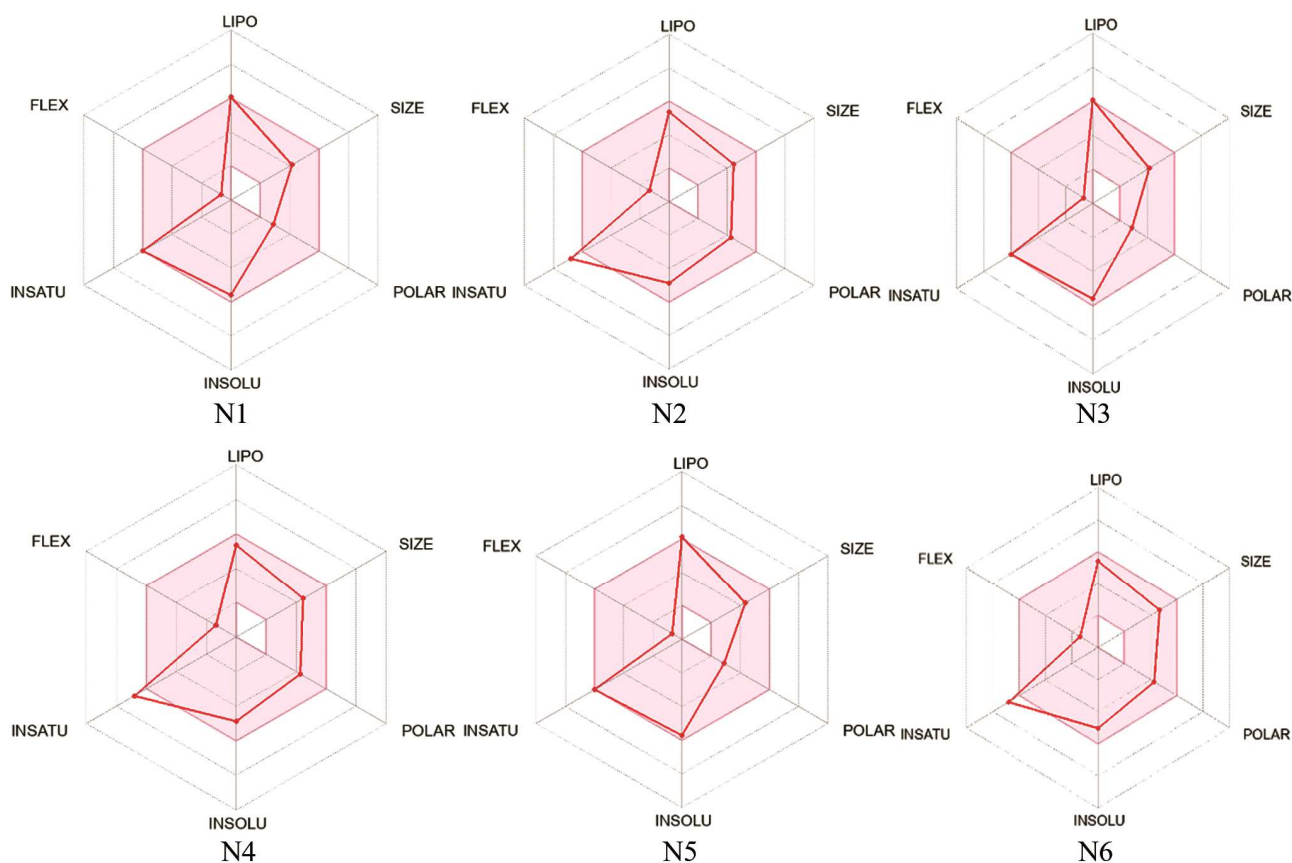 LIPO LIPO LIPO
FLEX SIZE FLEX SIZE FLEX SIZE
INSATU POLAR INSATU POLAR INSATU POLAR
INSOLU INSOLU INSOLU
N1 N2 N3
LIPO LIPO LIPO
FLEX SIZE FLEX SIZE FLEX SIZE
INSATU POLAR INSATU POLAR INSATU POLAR
INSOLU INSOLU INSOLU
N4 N5 N6